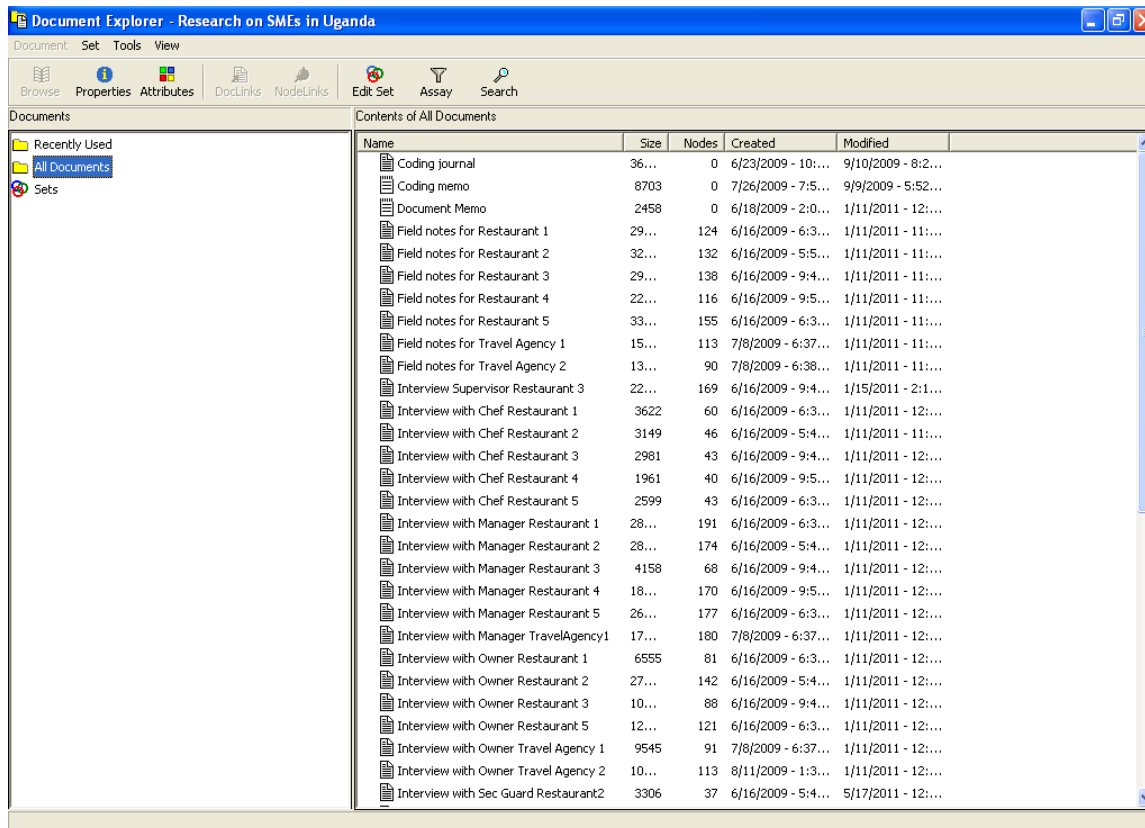 Document Explorer - Research on SMEs in Uganda
Document Set Tools View
Browse Properties Attributes DocLinks NodeLinks Edit Set Assay Search
Documents
Recently Used
All Documents
Sets
Contents of All Documents
Name Size Nodes Created Modified
Coding journal 36... 0 6/23/2009 - 10:... 9/10/2009 - 8:2...
Coding memo 8703 0 7/26/2009 - 7:5... 9/9/2009 - 5:52...
Document Memo 2458 0 6/18/2009 - 2:0... 1/11/2011 - 12:...
Field notes for Restaurant 1 29... 124 6/16/2009 - 6:3... 1/11/2011 - 11:...
Field notes for Restaurant 2 32... 132 6/16/2009 - 5:5... 1/11/2011 - 11:...
Field notes for Restaurant 3 29... 138 6/16/2009 - 9:4... 1/11/2011 - 11:...
Field notes for Restaurant 4 22... 116 6/16/2009 - 9:5... 1/11/2011 - 11:...
Field notes for Restaurant 5 33... 155 6/16/2009 - 6:3... 1/11/2011 - 11:...
Field notes for Travel Agency 1 15... 113 7/8/2009 - 6:37... 1/11/2011 - 11:...
Field notes for Travel Agency 2 13... 90 7/8/2009 - 6:38... 1/11/2011 - 11:...
Interview Supervisor Restaurant 3 22... 169 6/16/2009 - 9:4... 1/15/2011 - 2:1...
Interview with Chef Restaurant 1 3622 60 6/16/2009 - 6:3... 1/11/2011 - 12:...
Interview with Chef Restaurant 2 3149 46 6/16/2009 - 5:4... 1/11/2011 - 11:...
Interview with Chef Restaurant 3 2981 43 6/16/2009 - 9:4... 1/11/2011 - 12:...
Interview with Chef Restaurant 4 1961 40 6/16/2009 - 9:5... 1/11/2011 - 12:...
Interview with Chef Restaurant 5 2599 43 6/16/2009 - 6:3... 1/11/2011 - 12:...
Interview with Manager Restaurant 1 28... 191 6/16/2009 - 6:3... 1/11/2011 - 12:...
Interview with Manager Restaurant 2 28... 174 6/16/2009 - 5:4... 1/11/2011 - 12:...
Interview with Manager Restaurant 3 4158 68 6/16/2009 - 9:4... 1/11/2011 - 12:...
Interview with Manager Restaurant 4 18... 170 6/16/2009 - 9:5... 1/11/2011 - 12:...
Interview with Manager Restaurant 5 26... 177 6/16/2009 - 6:3... 1/11/2011 - 12:...
Interview with Manager TravelAgency1 17... 180 7/8/2009 - 6:37... 1/11/2011 - 12:...
Interview with Owner Restaurant 1 6555 81 6/16/2009 - 6:3... 1/11/2011 - 12:...
Interview with Owner Restaurant 2 27... 142 6/16/2009 - 5:4... 1/11/2011 - 12:...
Interview with Owner Restaurant 3 10... 88 6/16/2009 - 9:4... 1/11/2011 - 12:...
Interview with Owner Restaurant 5 12... 121 6/16/2009 - 6:3... 1/11/2011 - 12:...
Interview with Owner Travel Agency 1 9545 91 7/8/2009 - 6:37... 1/11/2011 - 12:...
Interview with Owner Travel Agency 2 10... 113 8/11/2009 - 1:3... 1/11/2011 - 12:...
Interview with Sec Guard Restaurant2 3306 37 6/16/2009 - 5:4... 5/17/2011 - 12:...